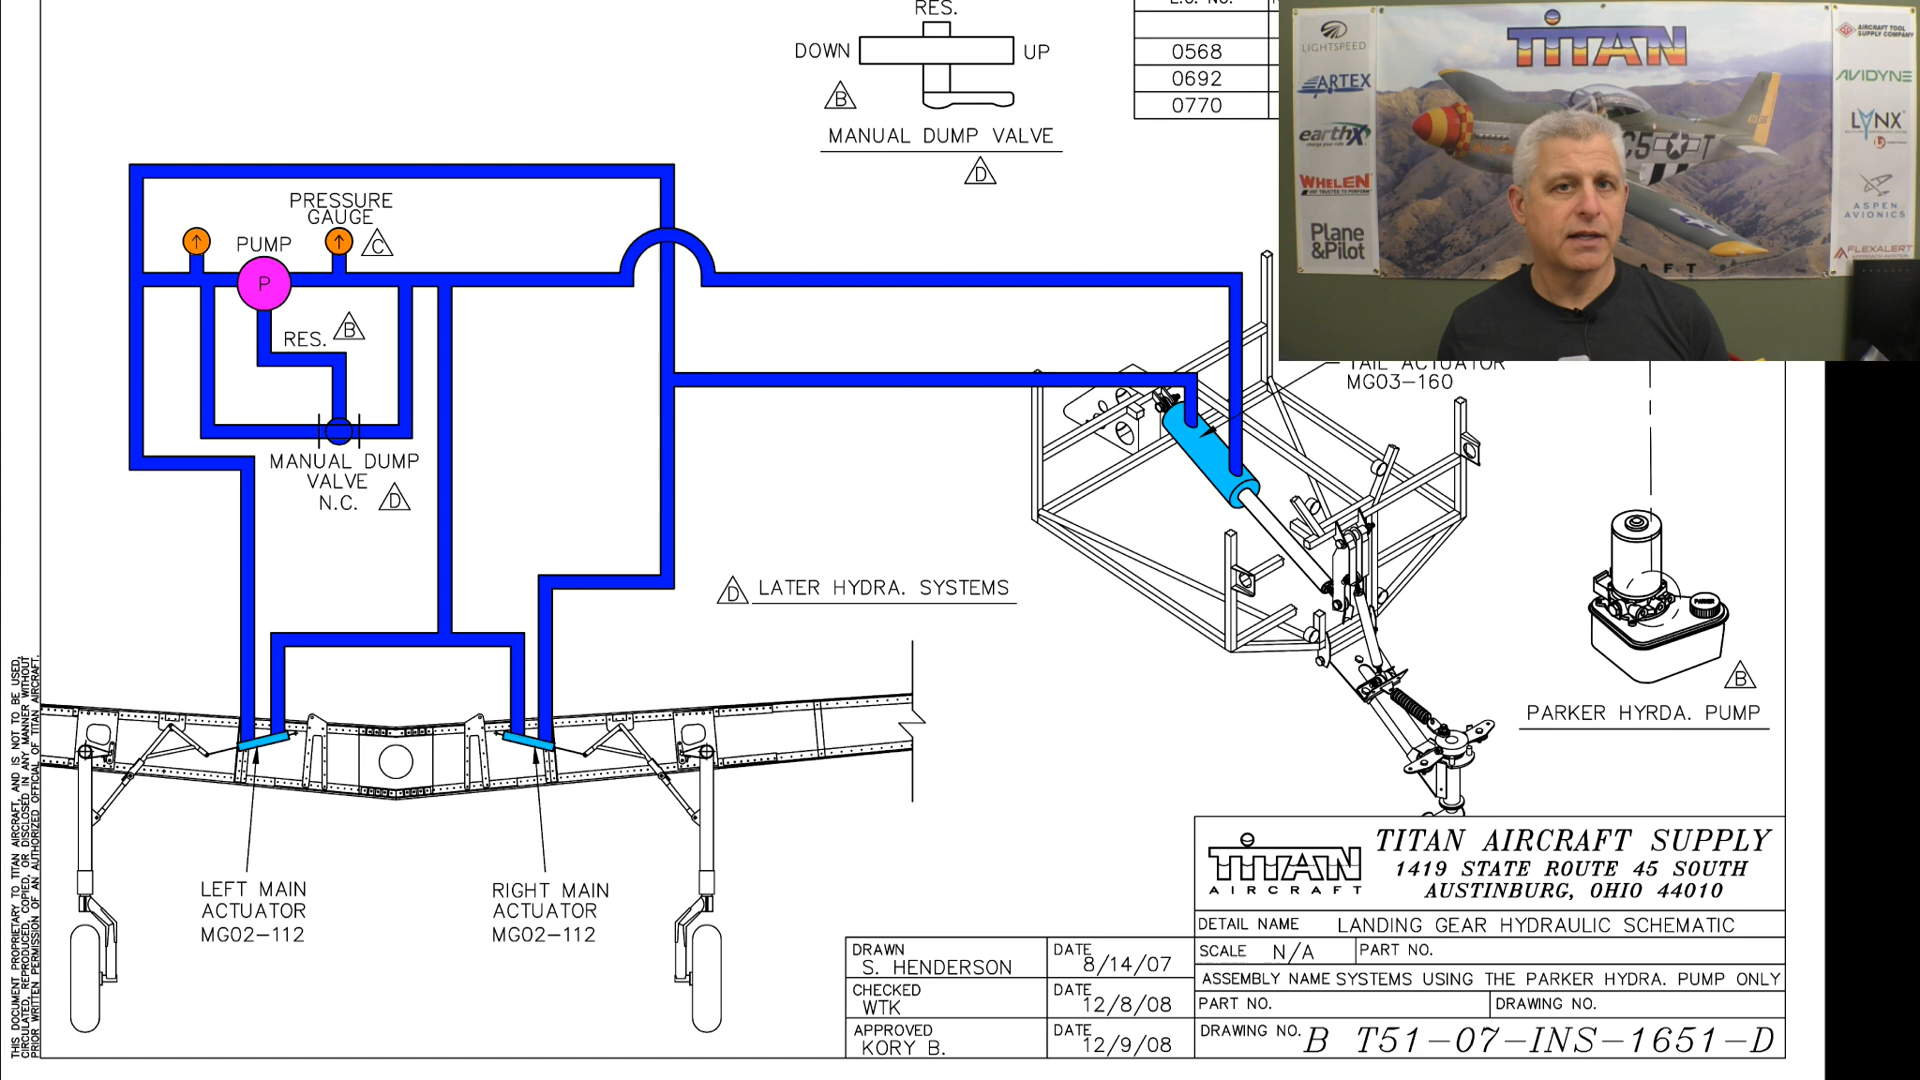 RES.
DOWN
UP
B
MANUAL DUMP VALVE
D
0568
0692
0770
PRESSURE
GAUGE
C
PUMP
P
RES.
B
MANUAL DUMP
VALVE
N.C.
D
D LATER HYDRA. SYSTEMS
TAIL ACTUATOR
MG03-160
PARKER
B
PARKER HYRDA. PUMP
LEFT MAIN
ACTUATOR
MG02-112
RIGHT MAIN
ACTUATOR
MG02-112
THIS DOCUMENT PROPRIETARY TO TITAN AIRCRAFT, AND IS NOT TO BE USED,
CIRCULATED, REPRODUCED, COPIED, OR DISCLOSED IN ANY MANNER WITHOUT
PRIOR WRITTEN PERMISSION OF AN AUTHORIZED OFFICIAL OF TITAN AIRCRAFT.
TITAN
AIRCRAFT
TITAN AIRCRAFT SUPPLY
1419 STATE ROUTE 45 SOUTH
AUSTINBURG, OHIO 44010
DETAIL NAME LANDING GEAR HYDRAULIC SCHEMATIC
SCALE N/A PART NO.
ASSEMBLY NAME SYSTEMS USING THE PARKER HYDRA. PUMP ONLY
PART NO. DRAWING NO.
DRAWING NO. B T51-07-INS-1651-D
DRAWN S. HENDERSON DATE 8/14/07
CHECKED WTK DATE 12/8/08
APPROVED KORY B. DATE 12/9/08
LIGHTSPEED
ARTEX
earthX
WHELEN
Plane
&Pilot
TITAN
C5 T
AIRCRAFT TOOL
SUPPLY COMPANY
AVIDYNE
LYNX
ASPEN
AVIONICS
FLEXALERT